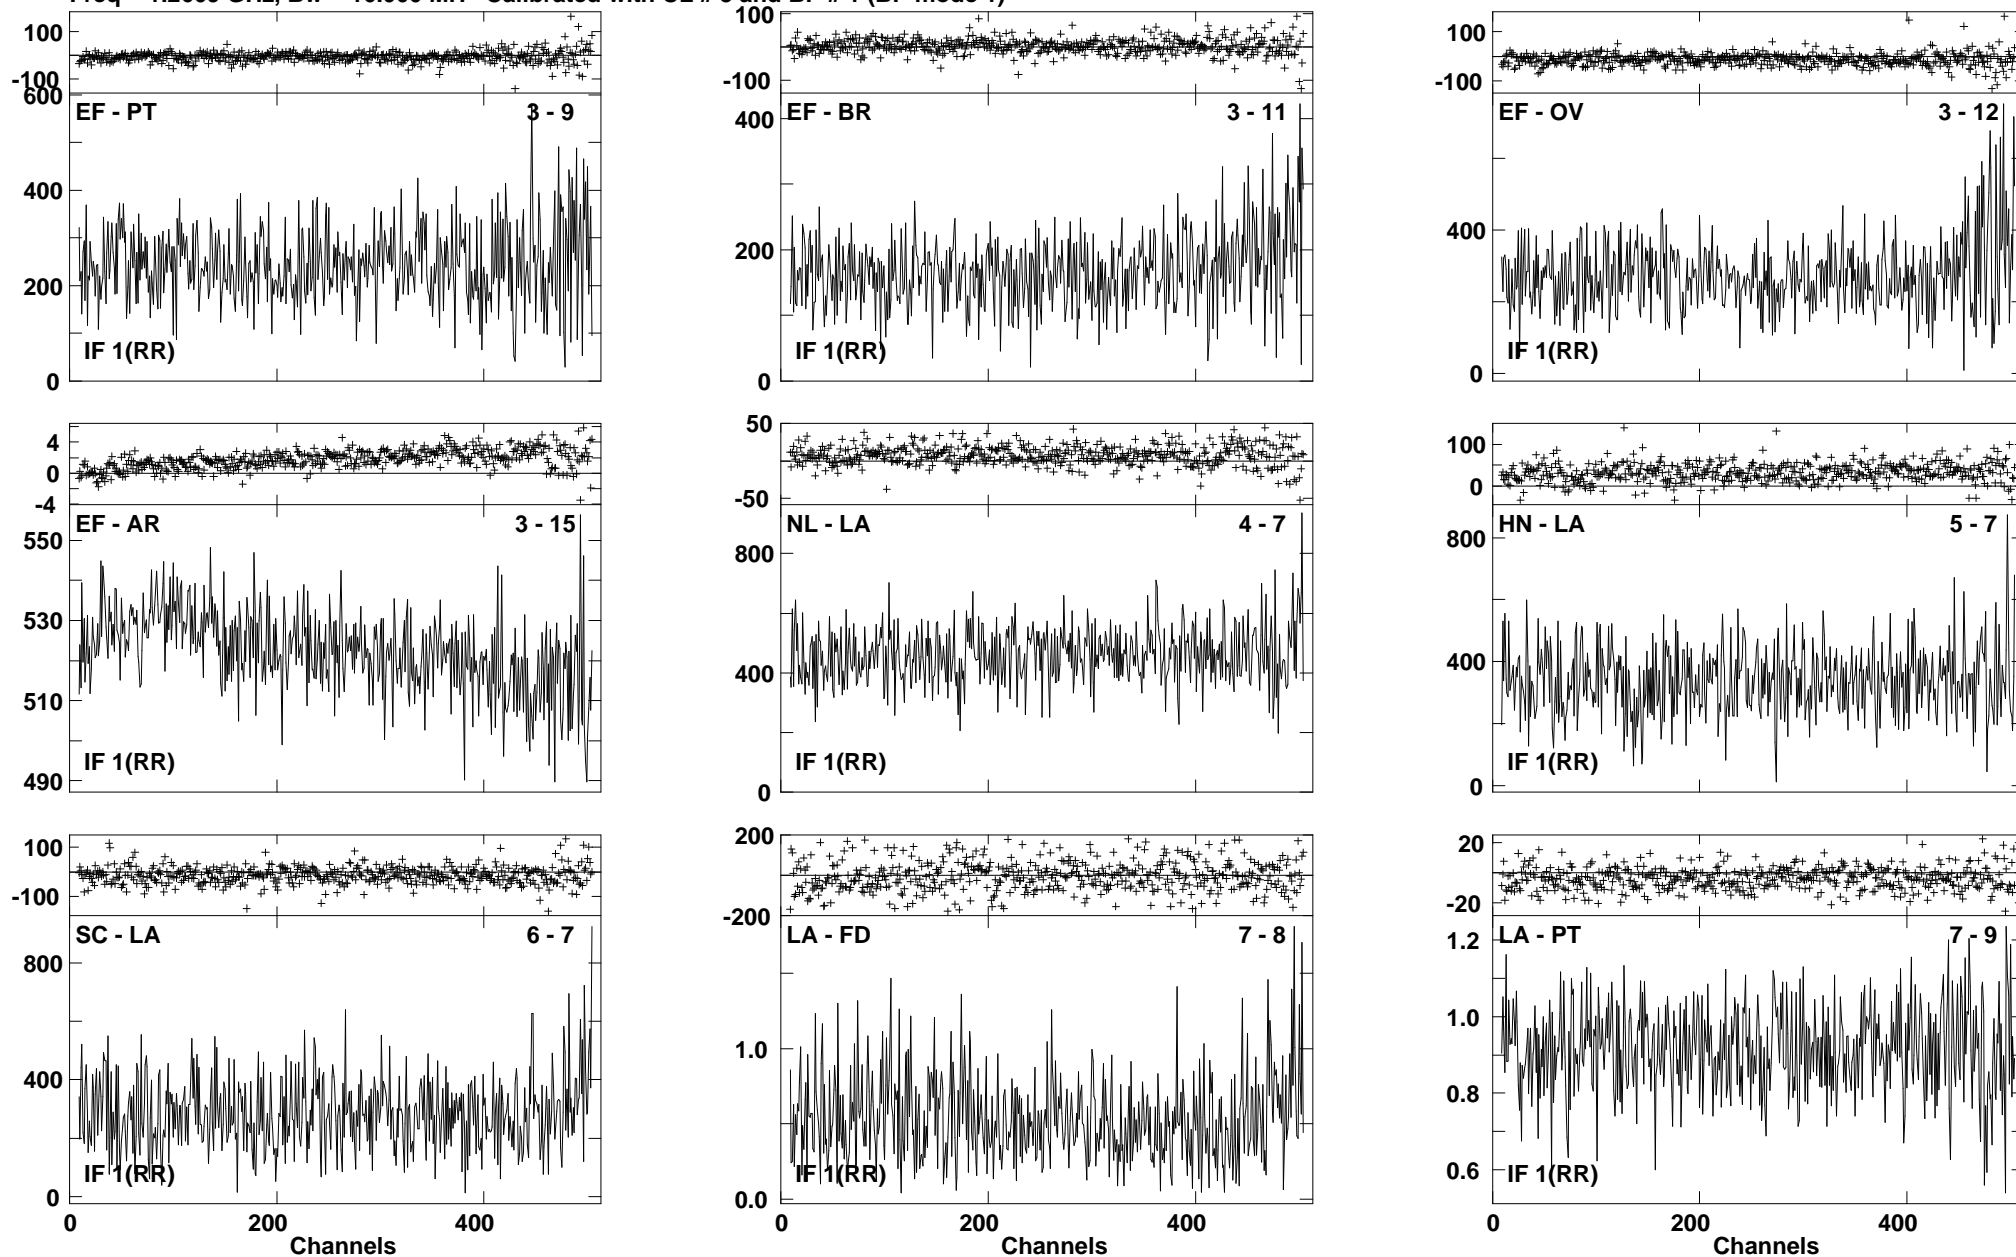 100
-100
600
400
200
0
EF - PT
3 - 9
IF 1(RR)
100
-100
400
200
0
EF - BR
3 - 11
IF 1(RR)
100
-100
400
0
EF - OV
3 - 12
IF 1(RR)
4
0
-4
550
530
510
490
EF - AR
3 - 15
IF 1(RR)
50
-50
800
400
0
NL - LA
4 - 7
IF 1(RR)
100
0
800
400
0
HN - LA
5 - 7
IF 1(RR)
100
-100
800
400
0
SC - LA
6 - 7
IF 1(RR)
0 200 400
Channels
200
-200
1.0
0.0
LA - FD
7 - 8
IF 1(RR)
0 200 400
Channels
20
-20
1.2
1.0
0.8
0.6
LA - PT
7 - 9
IF 1(RR)
0 200 400
Channels